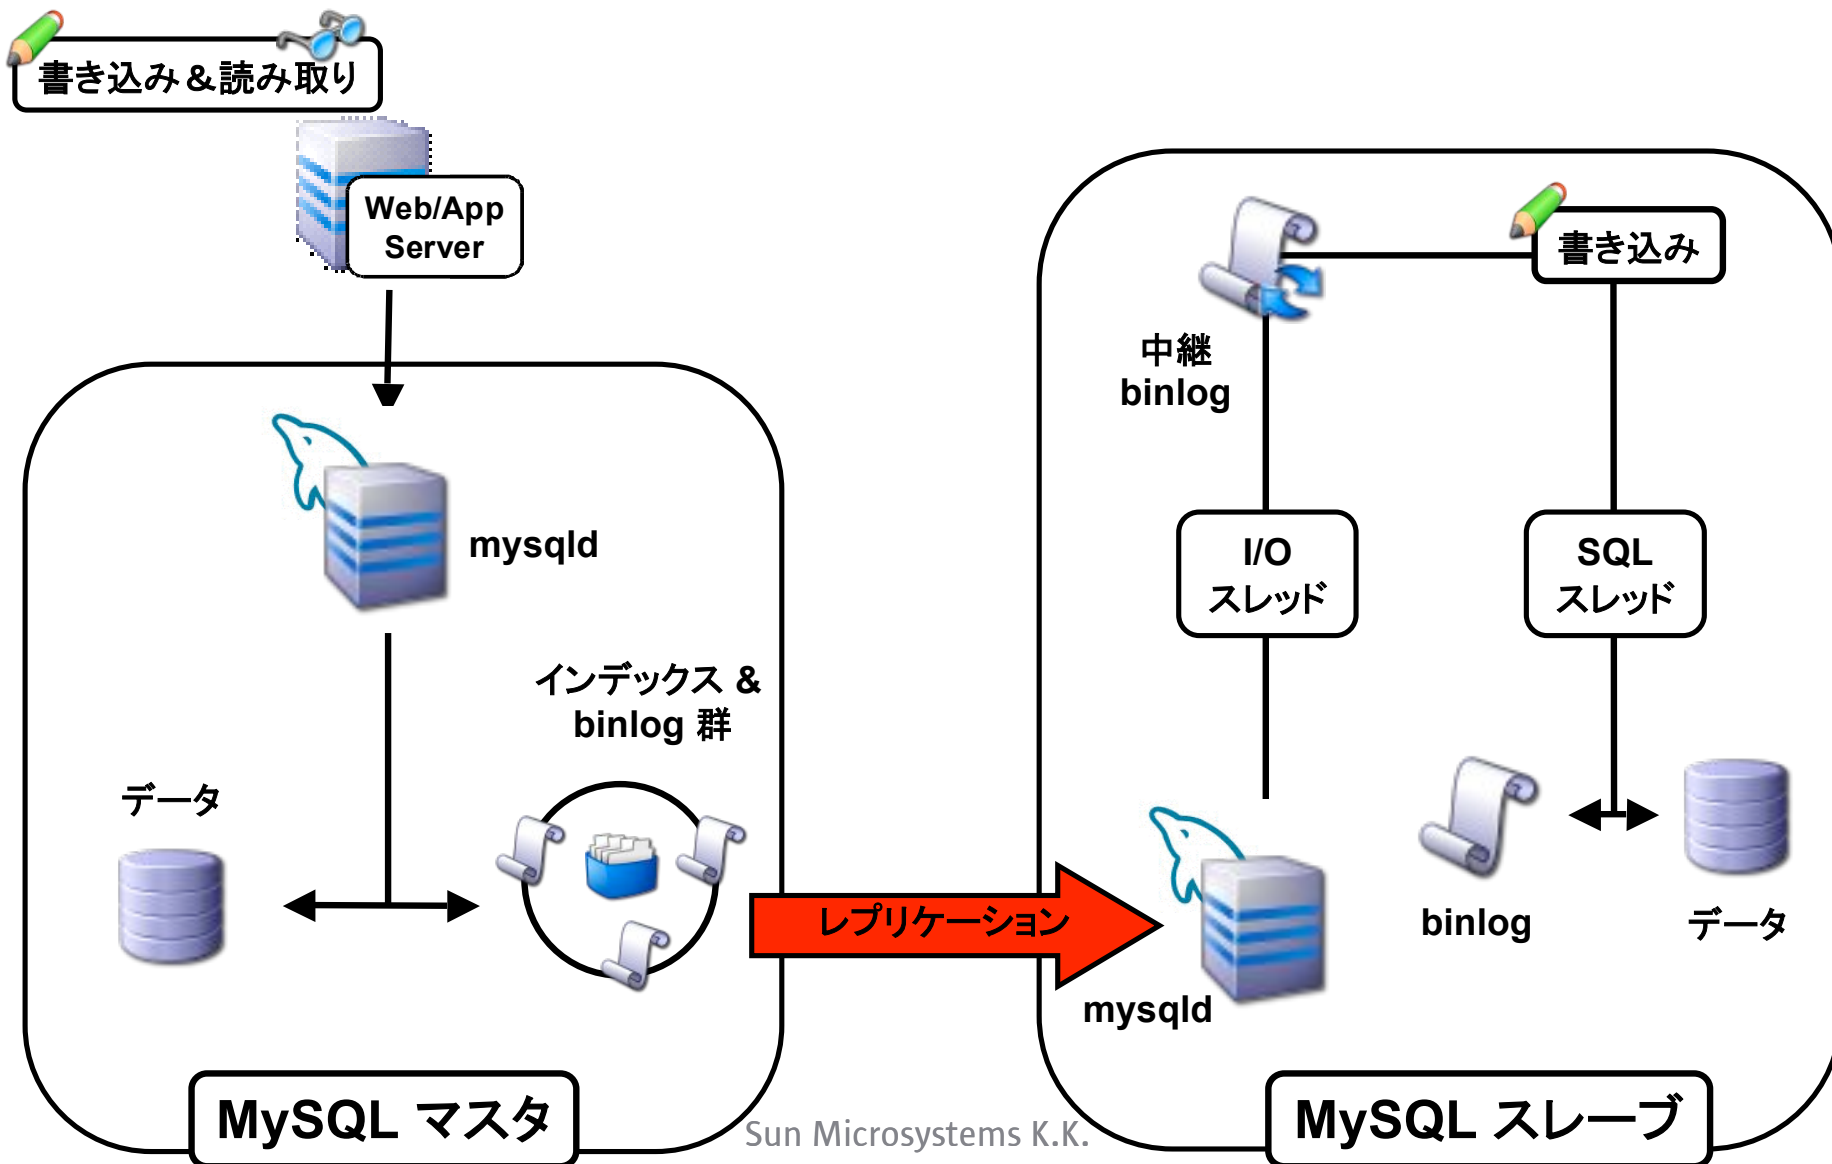 書き込み＆読み取り
Web/App
Server
mysqld
インデックス &
binlog 群
データ
MySQL マスタ
レプリケーション
中継
binlog
書き込み
I/O
スレッド
SQL
スレッド
mysqld
binlog
データ
MySQL スレーブ
Sun Microsystems K.K.